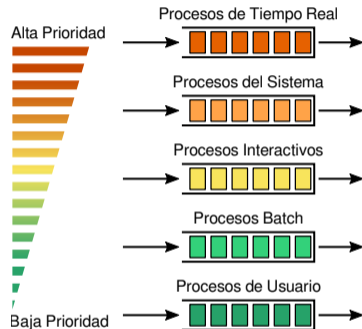 Procesos de Tiempo Real
Alta Prioridad
Procesos del Sistema
Procesos Interactivos
Procesos Batch
Procesos de Usuario
Baja Prioridad